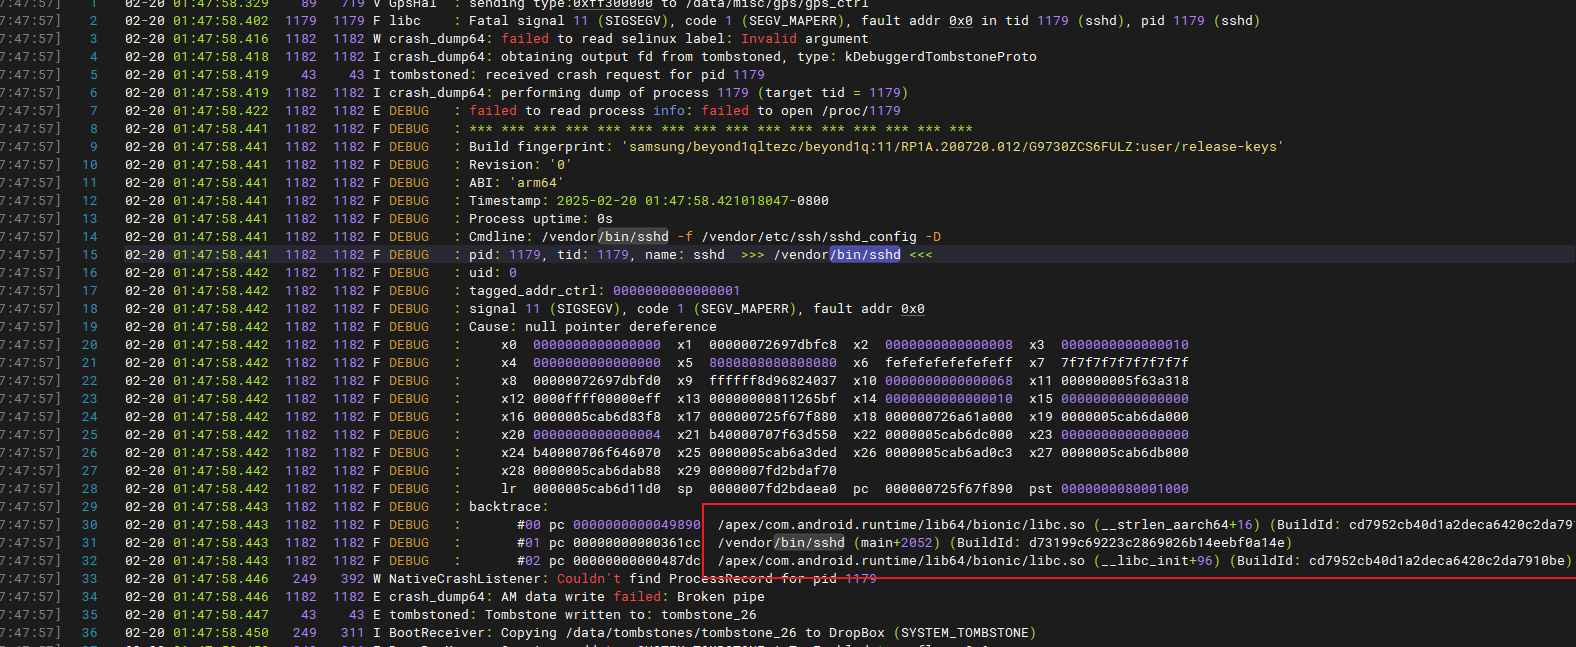 7:47:57] 1 02-20 01:47:58.329 89 719 V GpsHal : sending type:0xff300000 to /data/misc/gps/gps_ctrl
7:47:57] 2 02-20 01:47:58.402 1179 1179 F libc : Fatal signal 11 (SIGSEGV), code 1 (SEGV_MAPERR), fault addr 0x0 in tid 1179 (sshd), pid 1179 (sshd)
7:47:57] 3 02-20 01:47:58.416 1182 1182 W crash_dump64: failed to read selinux label: Invalid argument
7:47:57] 4 02-20 01:47:58.418 1182 1182 I crash_dump64: obtaining output fd from tombstoned, type: kDebuggerdTombstoneProto
7:47:57] 5 02-20 01:47:58.419 43 43 I tombstoned: received crash request for pid 1179
7:47:57] 6 02-20 01:47:58.419 1182 1182 I crash_dump64: performing dump of process 1179 (target tid = 1179)
7:47:57] 7 02-20 01:47:58.422 1182 1182 E DEBUG : failed to read process info: failed to open /proc/1179
7:47:57] 8 02-20 01:47:58.441 1182 1182 F DEBUG : *** *** *** *** *** *** *** *** *** *** *** *** *** *** *** ***
7:47:57] 9 02-20 01:47:58.441 1182 1182 F DEBUG : Build fingerprint: 'samsung/beyond1qltezc/beyond1q:11/RP1A.200720.012/G9730ZCS6FULZ:user/release-keys'
7:47:57] 10 02-20 01:47:58.441 1182 1182 F DEBUG : Revision: '0'
7:47:57] 11 02-20 01:47:58.441 1182 1182 F DEBUG : ABI: 'arm64'
7:47:57] 12 02-20 01:47:58.441 1182 1182 F DEBUG : Timestamp: 2025-02-20 01:47:58.421018047-0800
7:47:57] 13 02-20 01:47:58.441 1182 1182 F DEBUG : Process uptime: 0s
7:47:57] 14 02-20 01:47:58.441 1182 1182 F DEBUG : Cmdline: /vendor/bin/sshd -f /vendor/etc/ssh/sshd_config -D
7:47:57] 15 02-20 01:47:58.441 1182 1182 F DEBUG : pid: 1179, tid: 1179, name: sshd >>> /vendor/bin/sshd <<<
7:47:57] 16 02-20 01:47:58.442 1182 1182 F DEBUG : uid: 0
7:47:57] 17 02-20 01:47:58.442 1182 1182 F DEBUG : tagged_addr_ctrl: 0000000000000001
7:47:57] 18 02-20 01:47:58.442 1182 1182 F DEBUG : signal 11 (SIGSEGV), code 1 (SEGV_MAPERR), fault addr 0x0
7:47:57] 19 02-20 01:47:58.442 1182 1182 F DEBUG : Cause: null pointer dereference
7:47:57] 20 02-20 01:47:58.442 1182 1182 F DEBUG : x0 0000000000000000 x1 00000072697dbfc8 x2 0000000000000008 x3 0000000000000010
7:47:57] 21 02-20 01:47:58.442 1182 1182 F DEBUG : x4 0000000000000000 x5 8080808080808080 x6 fefefefefefefeff x7 7f7f7f7f7f7f7f7f
7:47:57] 22 02-20 01:47:58.442 1182 1182 F DEBUG : x8 00000072697dbfd0 x9 ffffff8d96824037 x10 0000000000000068 x11 000000005f63a318
7:47:57] 23 02-20 01:47:58.442 1182 1182 F DEBUG : x12 0000ffff00000eff x13 00000000811265bf x14 0000000000000010 x15 0000000000000000
7:47:57] 24 02-20 01:47:58.442 1182 1182 F DEBUG : x16 0000005cab6d83f8 x17 000000725f67f880 x18 000000726a61a000 x19 0000005cab6da000
7:47:57] 25 02-20 01:47:58.442 1182 1182 F DEBUG : x20 0000000000000004 x21 b40000707f63d550 x22 0000005cab6dc000 x23 0000000000000000
7:47:57] 26 02-20 01:47:58.442 1182 1182 F DEBUG : x24 b40000706f646070 x25 0000005cab6a3ded x26 0000005cab6ad0c3 x27 0000005cab6db000
7:47:57] 27 02-20 01:47:58.442 1182 1182 F DEBUG : x28 0000005cab6dab88 x29 0000007fd2bdaf70
7:47:57] 28 02-20 01:47:58.442 1182 1182 F DEBUG : lr 0000005cab6d11d0 sp 0000007fd2bdaea0 pc 000000725f67f890 pst 0000000080001000
7:47:57] 29 02-20 01:47:58.443 1182 1182 F DEBUG : backtrace:
7:47:57] 30 02-20 01:47:58.443 1182 1182 F DEBUG : #00 pc 0000000000049890 /apex/com.android.runtime/lib64/bionic/libc.so (__strlen_aarch64+16) (BuildId: cd7952cb40d1a2deca6420c2da79
7:47:57] 31 02-20 01:47:58.443 1182 1182 F DEBUG : #01 pc 00000000000361cc /vendor/bin/sshd (main+2052) (BuildId: d73199c69223c2869026b14eebf0a14e)
7:47:57] 32 02-20 01:47:58.443 1182 1182 F DEBUG : #02 pc 00000000000487dc /apex/com.android.runtime/lib64/bionic/libc.so (__libc_init+96) (BuildId: cd7952cb40d1a2deca6420c2da7910be)
7:47:57] 33 02-20 01:47:58.446 249 392 W NativeCrashListener: Couldn't find ProcessRecord for pid 1179
7:47:57] 34 02-20 01:47:58.446 1182 1182 E crash_dump64: AM data write failed: Broken pipe
7:47:57] 35 02-20 01:47:58.447 43 43 E tombstoned: Tombstone written to: tombstone_26
7:47:57] 36 02-20 01:47:58.450 249 311 I BootReceiver: Copying /data/tombstones/tombstone_26 to DropBox (SYSTEM_TOMBSTONE)